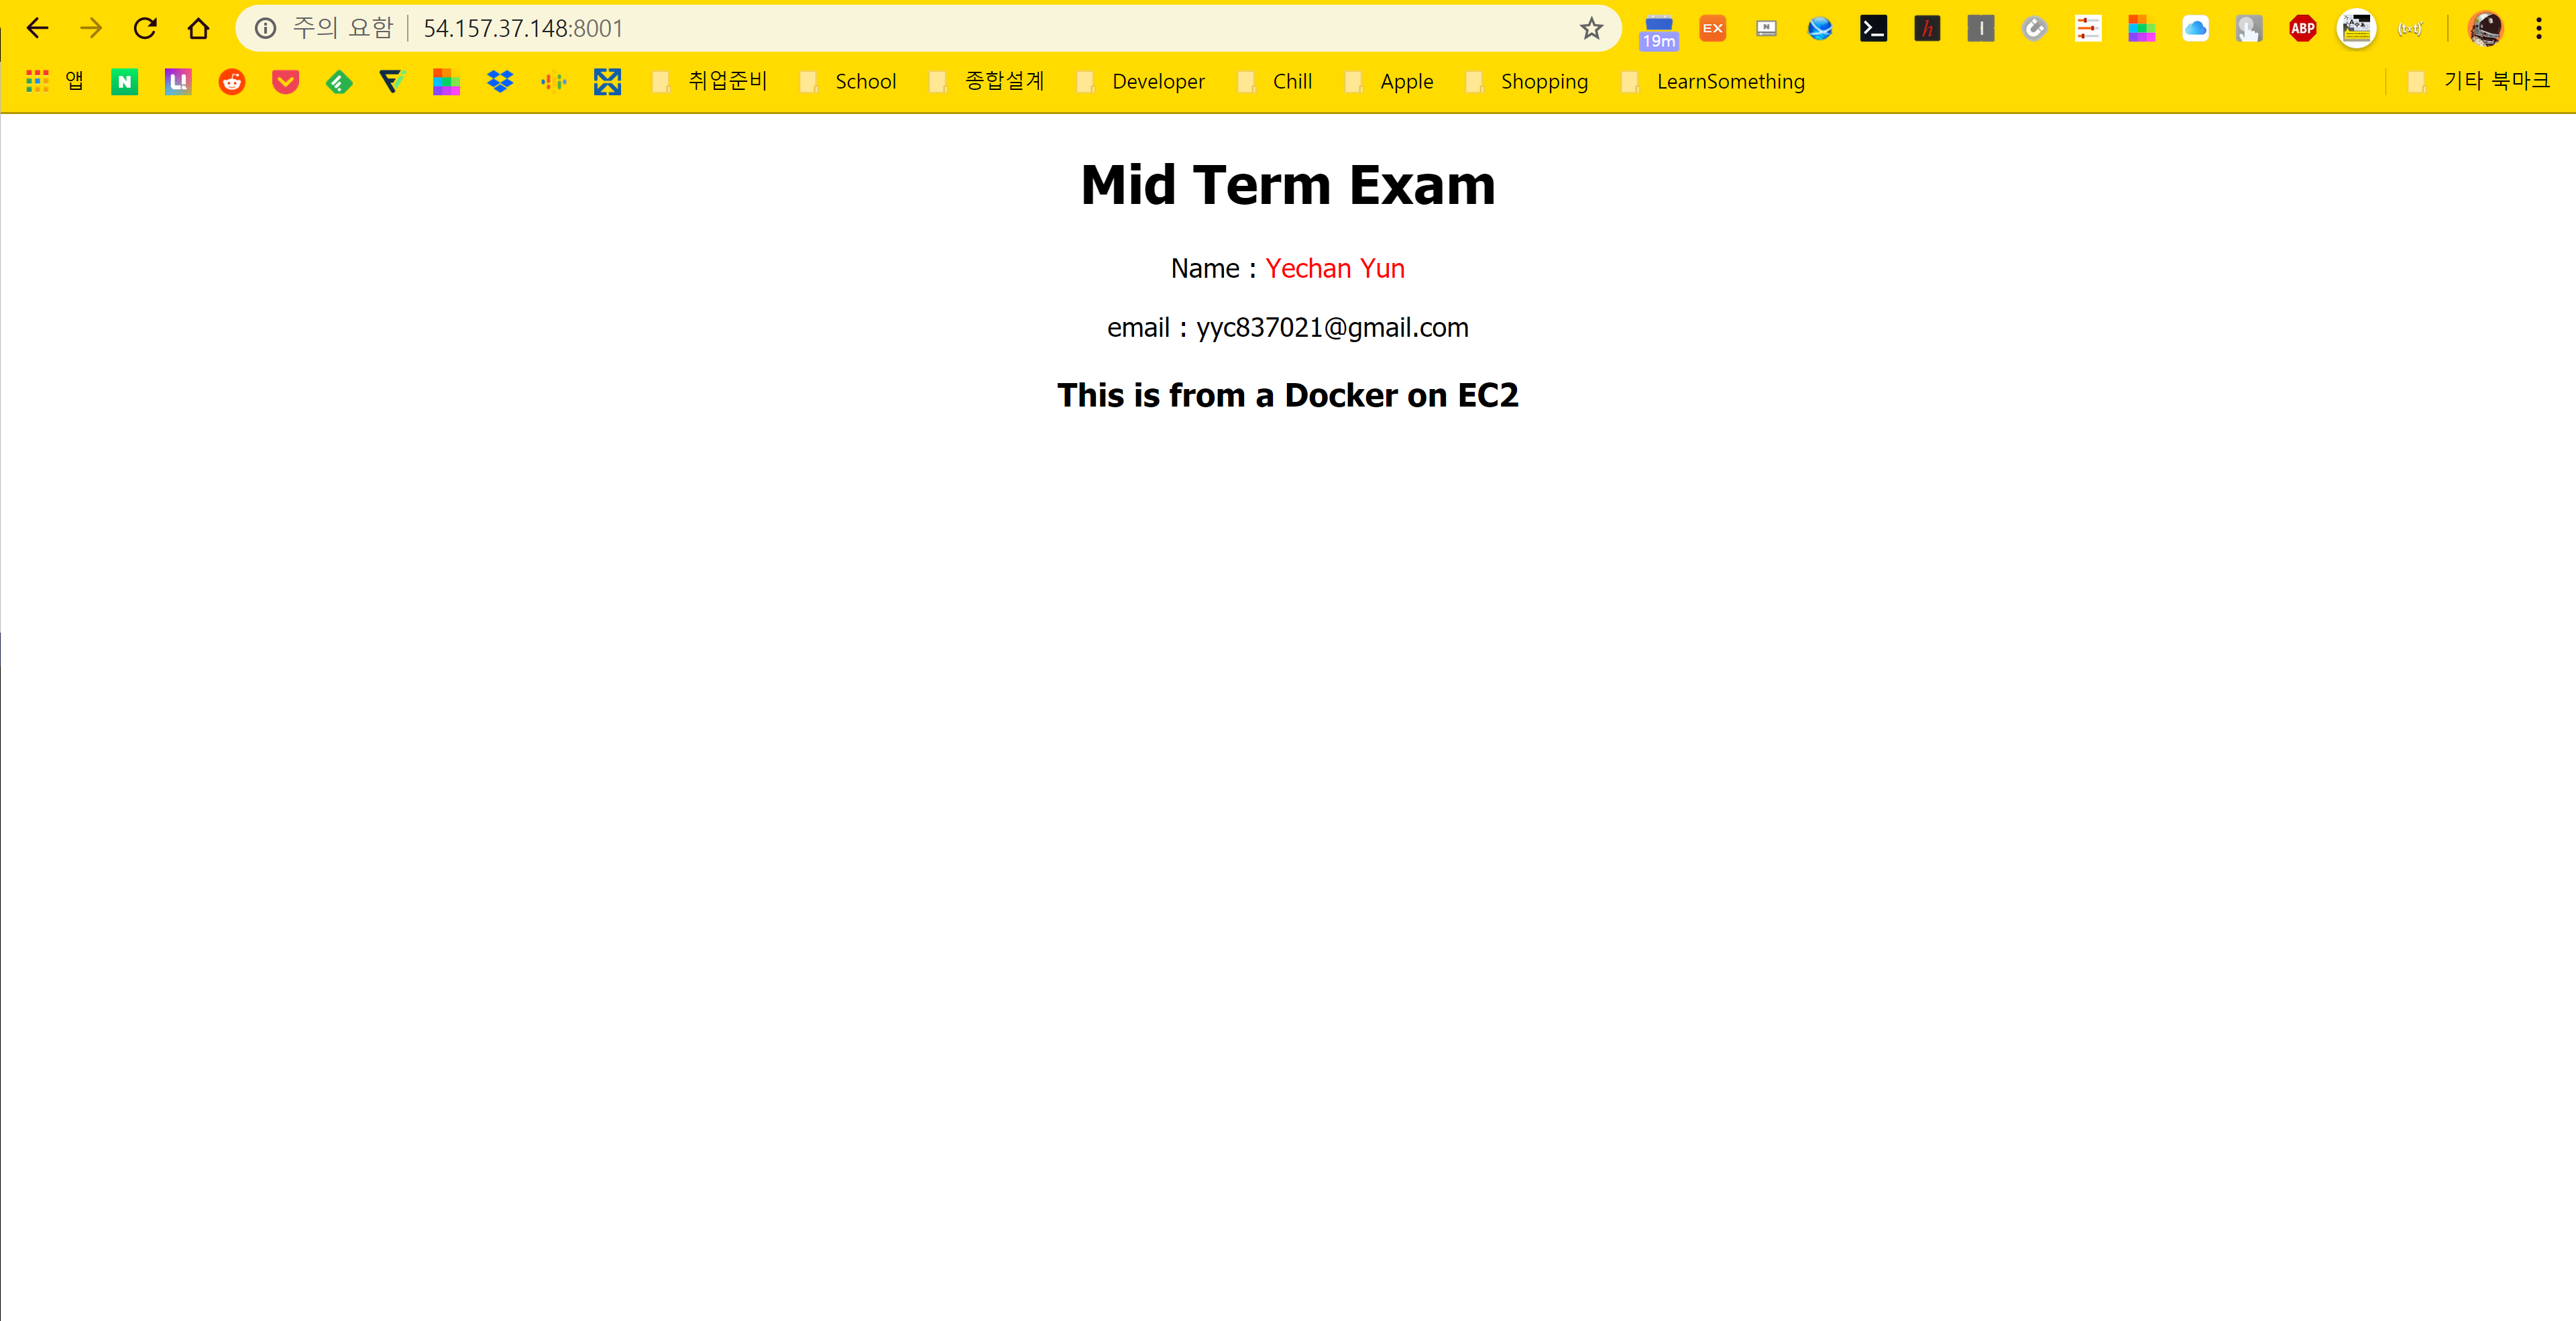 주의 요함 54.157.37.148:8001
19m EX N h I ABP (txt)
앱 N 취업준비 School 종합설계 Developer Chill Apple Shopping LearnSomething 기타 북마크
Mid Term Exam
Name : Yechan Yun
email : yyc837021@gmail.com
This is from a Docker on EC2